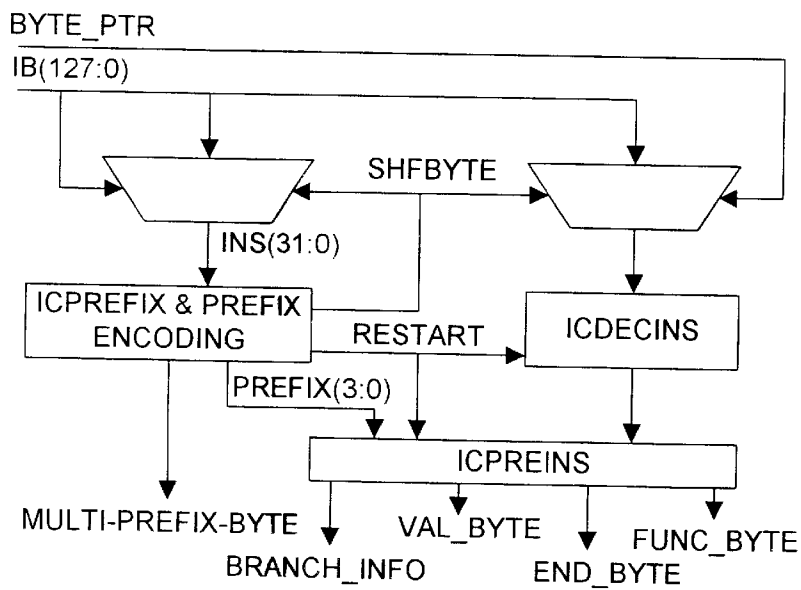 BYTE_PTR
IB(127:0)
SHFBYTE
INS(31:0)
ICPREFIX & PREFIX
ENCODING
RESTART
ICDECINS
PREFIX(3:0)
ICPREINS
MULTI-PREFIX-BYTE
VAL_BYTE
FUNC_BYTE
BRANCH_INFO
END_BYTE